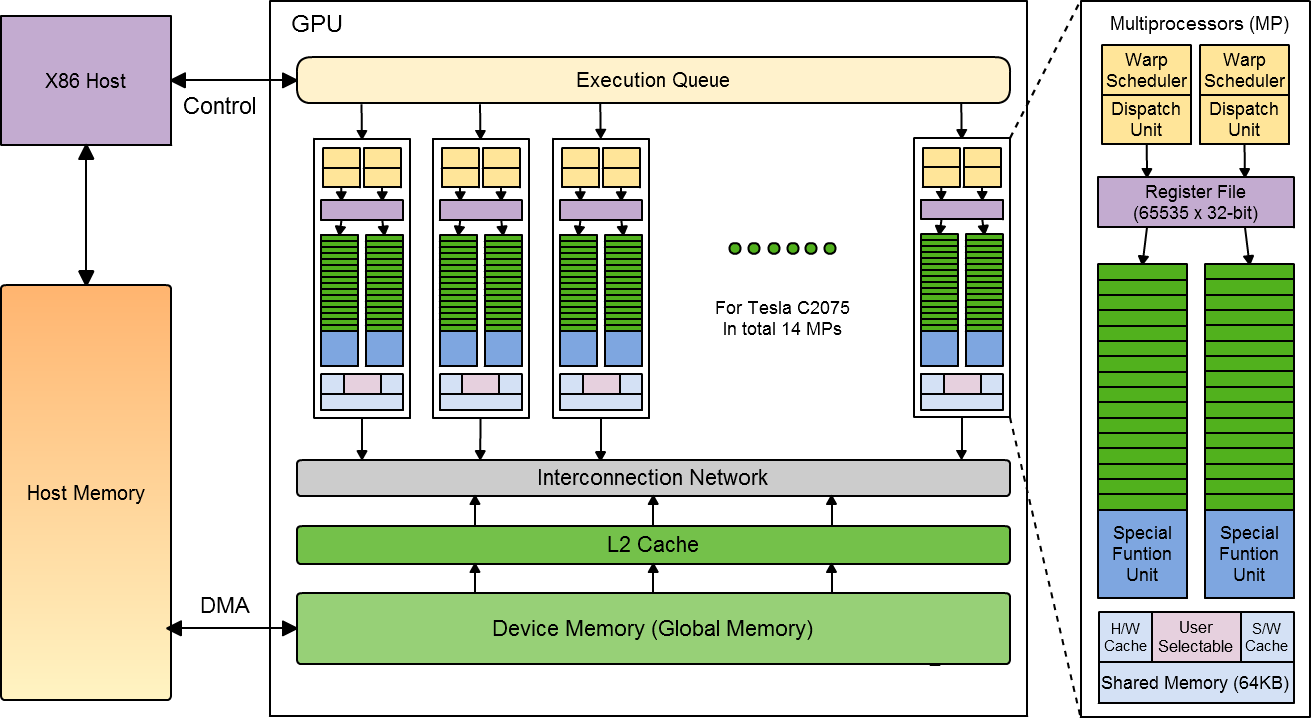 GPU
Multiprocessors (MP)
X86 Host
Control
Execution Queue
Warp
Scheduler
Dispatch
Unit
Warp
Scheduler
Dispatch
Unit
Register File
(65535 x 32-bit)
For Tesla C2075
In total 14 MPs
Host Memory
Interconnection Network
L2 Cache
DMA
Device Memory (Global Memory)
Special
Funtion
Unit
Special
Funtion
Unit
H/W
Cache
User
Selectable
S/W
Cache
Shared Memory (64KB)